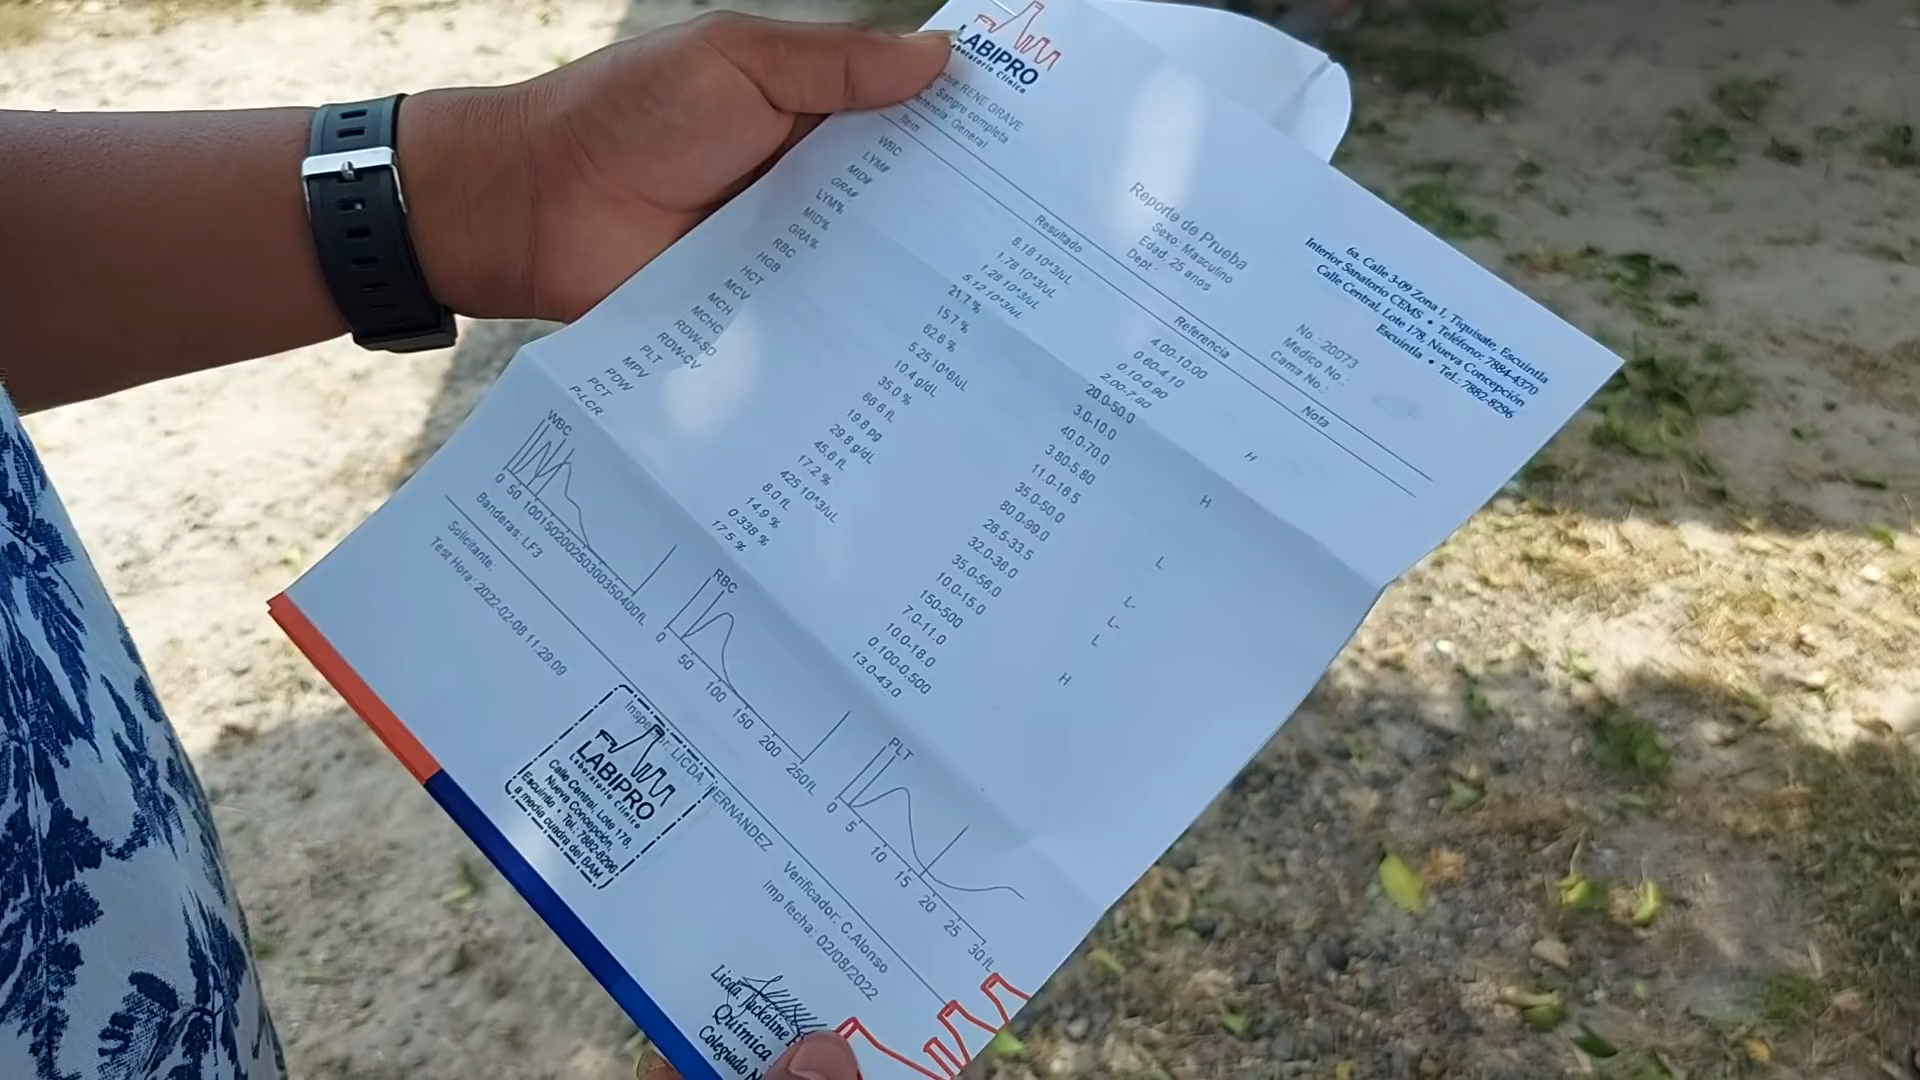 LABIPRO
Laboratorio Clínico
6a. Calle 3-09 Zona 1, Tiquisate, Escuintla
Interior Sanatorio CEMS • Teléfono: 7884-4370
Calle Central, Lote 178, Nueva Concepción
Escuintla • Tel.: 7882-8296
Reporte de Prueba
RENE GRAVE
Sexo: Masculino
No.: 20073
Sangre completa
Edad: 25 anos
Medico No.:
General
Dept.:
Cama No.:
Item Resultado Referencia Nota
WBC 8.18 10^3/uL 4.00-10.00
LYM# 1.78 10^3/uL 0.60-4.10
MID# 1.28 10^3/uL 0.10-0.90 H
GRA# 5.12 10^3/uL 2.00-7.80
LYM% 21.7 % 20.0-50.0
MID% 15.7 % 3.0-10.0 H
GRA% 62.6 % 40.0-70.0
RBC 5.25 10^6/uL 3.80-5.80
HGB 10.4 g/dL 11.0-16.5 L
HCT 35.0 % 35.0-50.0
MCV 66.6 fL 80.0-99.0 L
MCH 19.8 pg 26.5-33.5 L
MCHC 29.8 g/dL 32.0-36.0 L
RDW-SD 45.6 fL 35.0-56.0
RDW-CV 17.2 % 10.0-15.0 H
PLT 425 10^3/uL 150-500
MPV 8.0 fL 7.0-11.0
PDW 14.9 % 10.0-18.0
PCT 0.338 % 0.100-0.500
P-LCR 17.5 % 13.0-43.0
WBC
0 50 100150200250300350400fL
RBC
0 50 100 150 200 250fL
PLT
0 5 10 15 20 25 30fL
Banderas: LF3
Solicitante:
LICDA HERNANDEZ
Verificador: C.Alonso
Test Hora: 2022-02-08 11:29:09
Imp fecha: 02/08/2022
LABIPRO
Laboratorio Clínico
Calle Central, Lote 178,
Nueva Concepción,
Escuintla • Tel.: 7882-8296
a media cuadra del BAM
Licda. Jackeline
Química
Colegiado